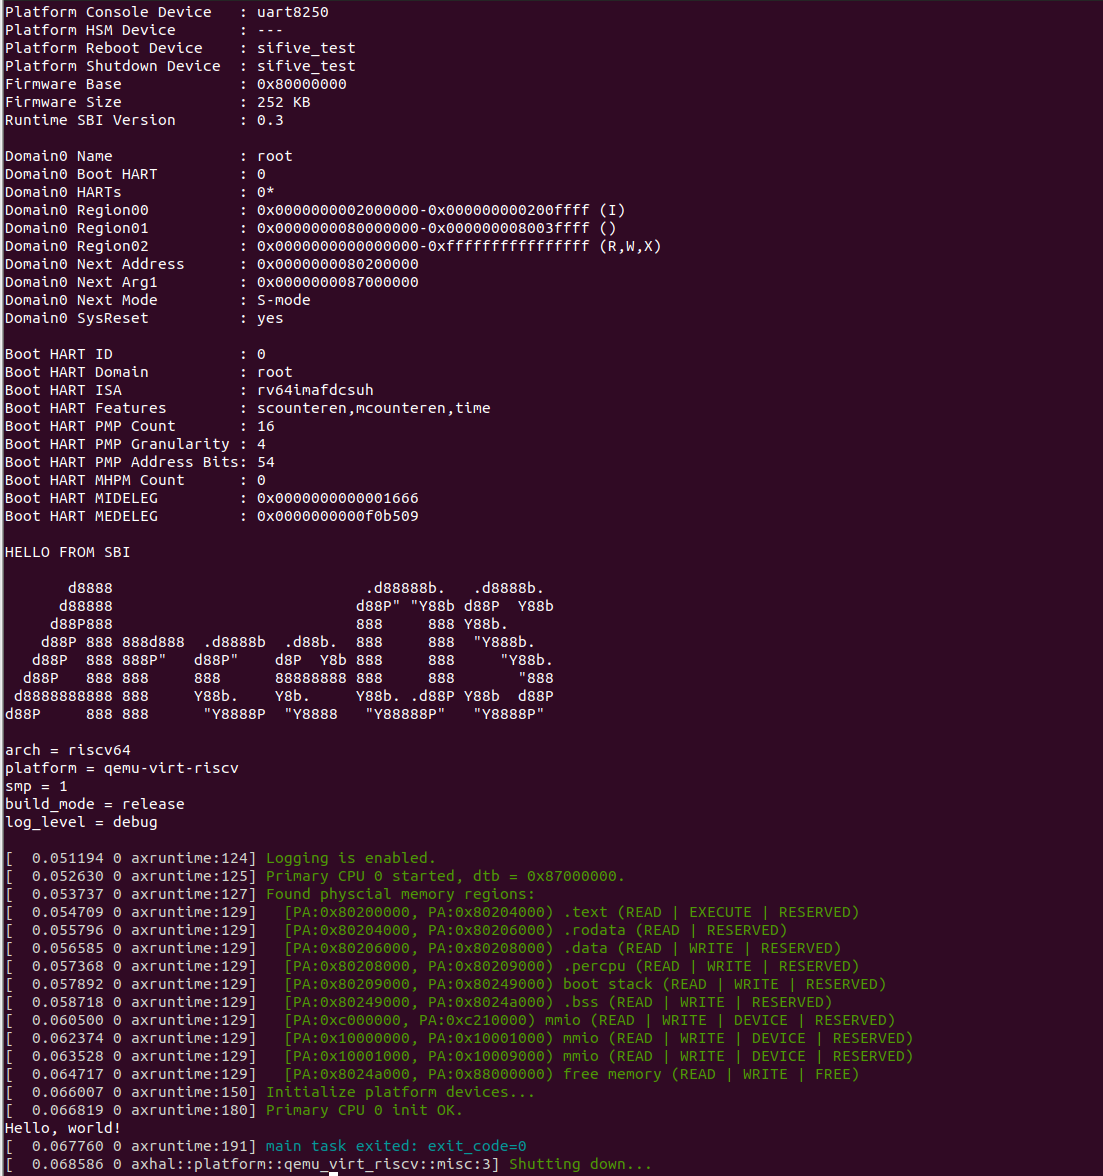 Platform Console Device   : uart8250
Platform HSM Device       : ---
Platform Reboot Device    : sifive_test
Platform Shutdown Device  : sifive_test
Firmware Base             : 0x80000000
Firmware Size             : 252 KB
Runtime SBI Version       : 0.3

Domain0 Name              : root
Domain0 Boot HART         : 0
Domain0 HARTs             : 0*
Domain0 Region00          : 0x0000000002000000-0x000000000200ffff (I)
Domain0 Region01          : 0x0000000080000000-0x000000008003ffff ()
Domain0 Region02          : 0x0000000000000000-0xffffffffffffffff (R,W,X)
Domain0 Next Address      : 0x0000000080200000
Domain0 Next Arg1         : 0x0000000087000000
Domain0 Next Mode         : S-mode
Domain0 SysReset          : yes

Boot HART ID              : 0
Boot HART Domain          : root
Boot HART ISA             : rv64imafdcsuh
Boot HART Features        : scounteren,mcounteren,time
Boot HART PMP Count       : 16
Boot HART PMP Granularity : 4
Boot HART PMP Address Bits: 54
Boot HART MHPM Count      : 0
Boot HART MIDELEG         : 0x0000000000001666
Boot HART MEDELEG         : 0x0000000000f0b509

HELLO FROM SBI

       d8888                            .d88888b.   .d8888b.
      d88888                           d88P" "Y88b d88P  Y88b
     d88P888                           888     888 Y88b.
    d88P 888 888d888  .d8888b  .d88b.  888     888  "Y888b.
   d88P  888 888P"   d88P"    d8P  Y8b 888     888     "Y88b.
  d88P   888 888     888      88888888 888     888       "888
 d8888888888 888     Y88b.    Y8b.     Y88b. .d88P Y88b  d88P
d88P     888 888      "Y8888P  "Y8888   "Y88888P"   "Y8888P"

arch = riscv64
platform = qemu-virt-riscv
smp = 1
build_mode = release
log_level = debug

[  0.051194 0 axruntime:124] Logging is enabled.
[  0.052630 0 axruntime:125] Primary CPU 0 started, dtb = 0x87000000.
[  0.053737 0 axruntime:127] Found physcial memory regions:
[  0.054709 0 axruntime:129]   [PA:0x80200000, PA:0x80204000) .text (READ | EXECUTE | RESERVED)
[  0.055796 0 axruntime:129]   [PA:0x80204000, PA:0x80206000) .rodata (READ | RESERVED)
[  0.056585 0 axruntime:129]   [PA:0x80206000, PA:0x80208000) .data (READ | WRITE | RESERVED)
[  0.057368 0 axruntime:129]   [PA:0x80208000, PA:0x80209000) .percpu (READ | WRITE | RESERVED)
[  0.057892 0 axruntime:129]   [PA:0x80209000, PA:0x80249000) boot stack (READ | WRITE | RESERVED)
[  0.058718 0 axruntime:129]   [PA:0x80249000, PA:0x8024a000) .bss (READ | WRITE | RESERVED)
[  0.060500 0 axruntime:129]   [PA:0xc000000, PA:0xc210000) mmio (READ | WRITE | DEVICE | RESERVED)
[  0.062374 0 axruntime:129]   [PA:0x10000000, PA:0x10001000) mmio (READ | WRITE | DEVICE | RESERVED)
[  0.063528 0 axruntime:129]   [PA:0x10001000, PA:0x10009000) mmio (READ | WRITE | DEVICE | RESERVED)
[  0.064717 0 axruntime:129]   [PA:0x8024a000, PA:0x88000000) free memory (READ | WRITE | FREE)
[  0.066007 0 axruntime:150] Initialize platform devices...
[  0.066819 0 axruntime:180] Primary CPU 0 init OK.
Hello, world!
[  0.067760 0 axruntime:191] main task exited: exit_code=0
[  0.068586 0 axhal::platform::qemu_virt_riscv::misc:3] Shutting down...